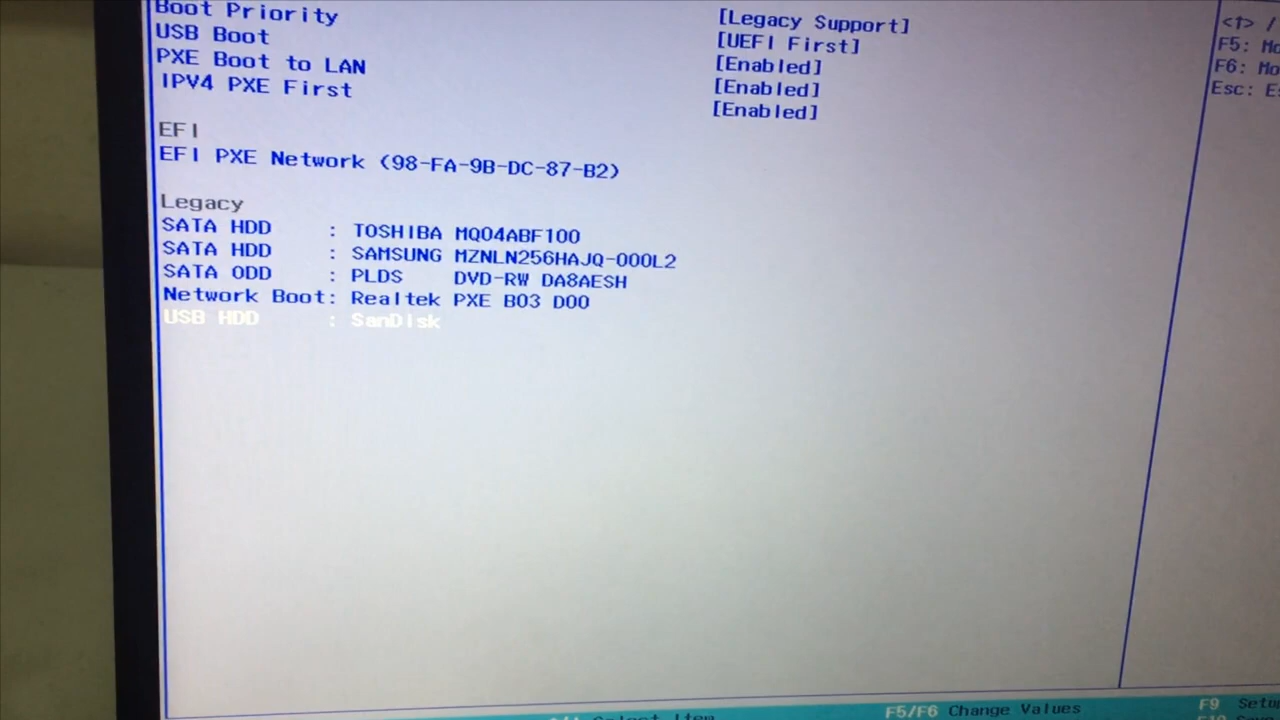 Boot Priority
USB Boot
PXE Boot to LAN
IPV4 PXE First
[Legacy Support]
[UEFI First]
[Enabled]
[Enabled]
[Enabled]
EFI
EFI PXE Network (98-FA-9B-DC-87-B2)
Legacy
SATA HDD : TOSHIBA MQ04ABF100
SATA HDD : SAMSUNG MZNLN256HAJQ-000L2
SATA ODD : PLDS DVD-RW DA8AESH
Network Boot: Realtek PXE B03 D00
USB HDD : SanDisk
F5:
F6:
Esc:
Select Item
F5/F6 Change Values
F9